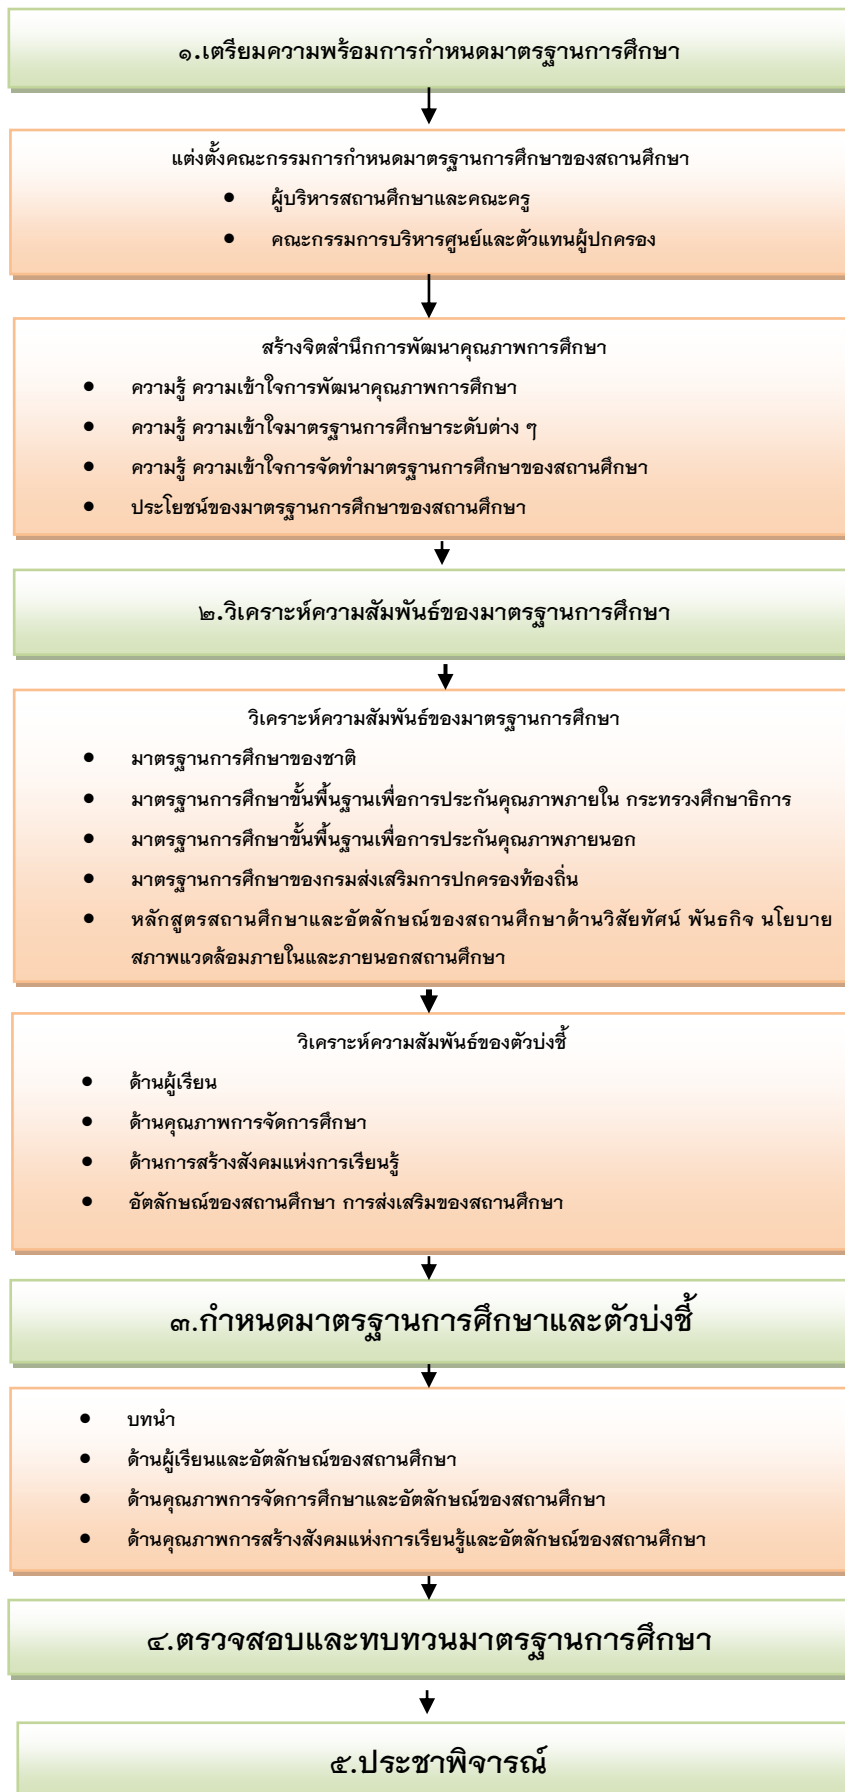 ๑.เตรียมความพร้อมการกำหนดมาตรฐานการศึกษา
แต่งตั้งคณะกรรมการกำหนดมาตรฐานการศึกษาของสถานศึกษา
● ผู้บริหารสถานศึกษาและคณะครู
● คณะกรรมการบริหารศูนย์และตัวแทนผู้ปกครอง
สร้างจิตสำนึกการพัฒนาคุณภาพการศึกษา
● ความรู้ ความเข้าใจการพัฒนาคุณภาพการศึกษา
● ความรู้ ความเข้าใจมาตรฐานการศึกษาระดับต่าง ๆ
● ความรู้ ความเข้าใจการจัดทำมาตรฐานการศึกษาของสถานศึกษา
● ประโยชน์ของมาตรฐานการศึกษาของสถานศึกษา
๒.วิเคราะห์ความสัมพันธ์ของมาตรฐานการศึกษา
วิเคราะห์ความสัมพันธ์ของมาตรฐานการศึกษา
● มาตรฐานการศึกษาของชาติ
● มาตรฐานการศึกษาขั้นพื้นฐานเพื่อการประกันคุณภาพภายใน กระทรวงศึกษาธิการ
● มาตรฐานการศึกษาขั้นพื้นฐานเพื่อการประกันคุณภาพภายนอก
● มาตรฐานการศึกษาของกรมส่งเสริมการปกครองท้องถิ่น
● หลักสูตรสถานศึกษาและอัตลักษณ์ของสถานศึกษาด้านวิสัยทัศน์ พันธกิจ นโยบาย
สภาพแวดล้อมภายในและภายนอกสถานศึกษา
วิเคราะห์ความสัมพันธ์ของตัวบ่งชี้
● ด้านผู้เรียน
● ด้านคุณภาพการจัดการศึกษา
● ด้านการสร้างสังคมแห่งการเรียนรู้
● อัตลักษณ์ของสถานศึกษา การส่งเสริมของสถานศึกษา
๓.กำหนดมาตรฐานการศึกษาและตัวบ่งชี้
● บทนำ
● ด้านผู้เรียนและอัตลักษณ์ของสถานศึกษา
● ด้านคุณภาพการจัดการศึกษาและอัตลักษณ์ของสถานศึกษา
● ด้านคุณภาพการสร้างสังคมแห่งการเรียนรู้และอัตลักษณ์ของสถานศึกษา
๔.ตรวจสอบและทบทวนมาตรฐานการศึกษา
๕.ประชาพิจารณ์